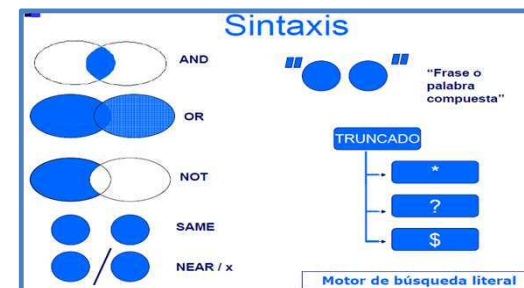 Sintaxis
AND
OR
NOT
SAME
NEAR / x
"Frase o
palabra
compuesta"
TRUNCADO
*
?
$
Motor de búsqueda literal